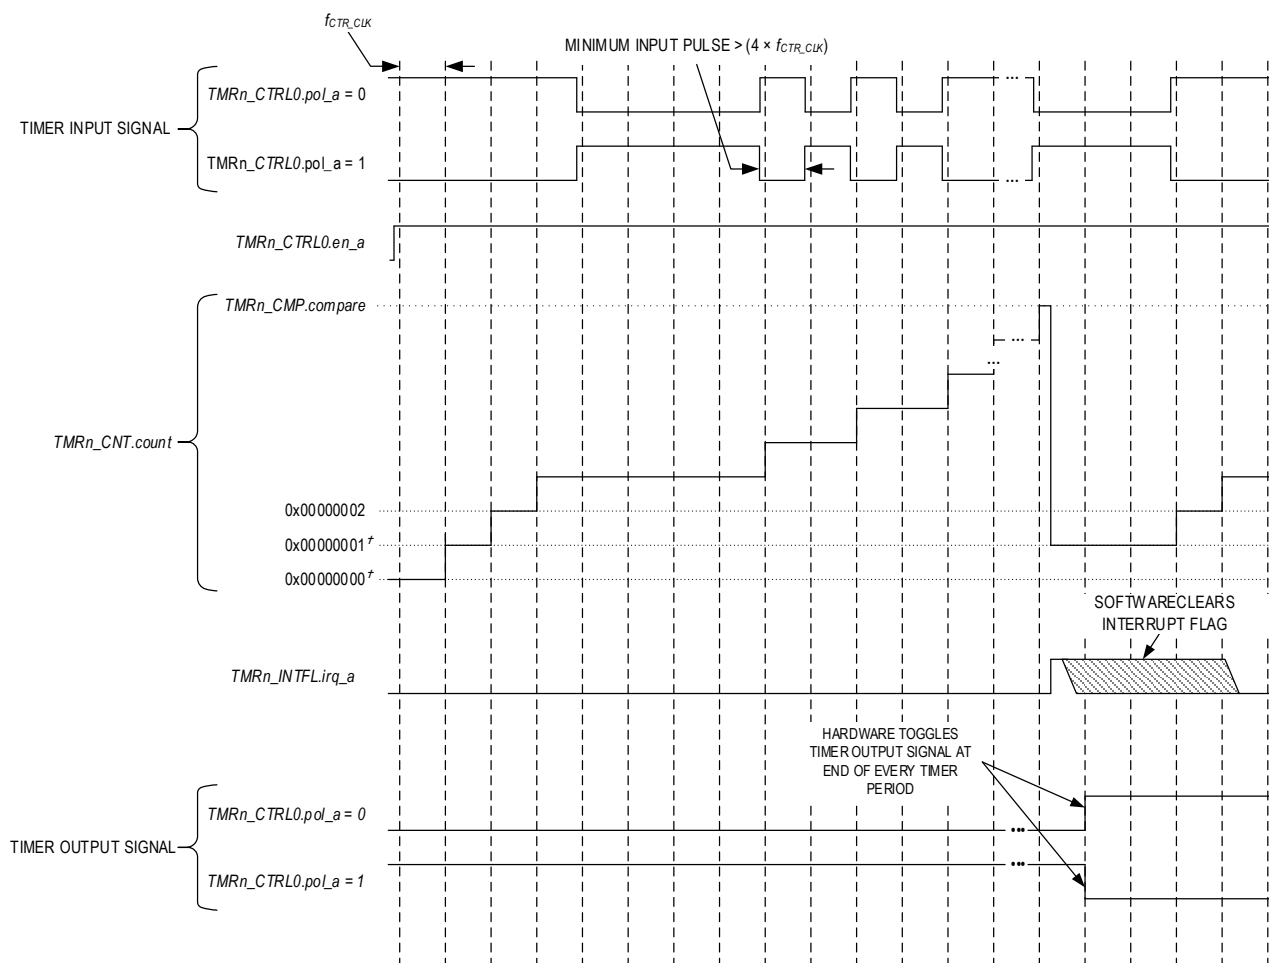 fCTR_CLK
MINIMUM INPUT PULSE > (4 × fCTR_CLK)
TMRn_CTRL0.pol_a = 0
...
TIMER INPUT SIGNAL
TMRn_CTRL0.pol_a = 1
...
TMRn_CTRL0.en_a
TMRn_CMP.compare
...
...
TMRn_CNT.count
0x00000002
0x00000001†
0x00000000†
SOFTWARECLEARS
INTERRUPT FLAG
TMRn_INTFL.irq_a
HARDWARE TOGGLES
TIMER OUTPUT SIGNAL AT
END OF EVERY TIMER
PERIOD
TMRn_CTRL0.pol_a = 0
...
TIMER OUTPUT SIGNAL
...
TMRn_CTRL0.pol_a = 1